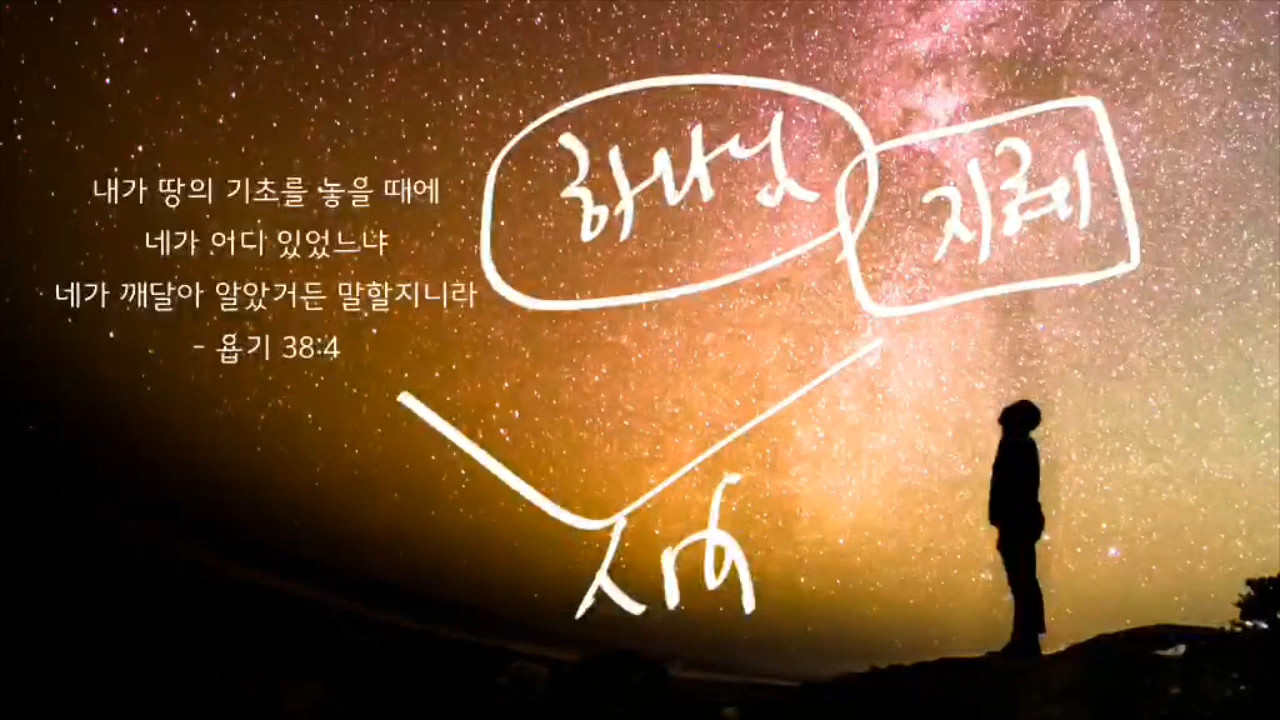 내가 땅의 기초를 놓을 때에
네가 어디 있었느냐
네가 깨달아 알았거든 말할지니라
- 욥기 38:4
하나님
지혜